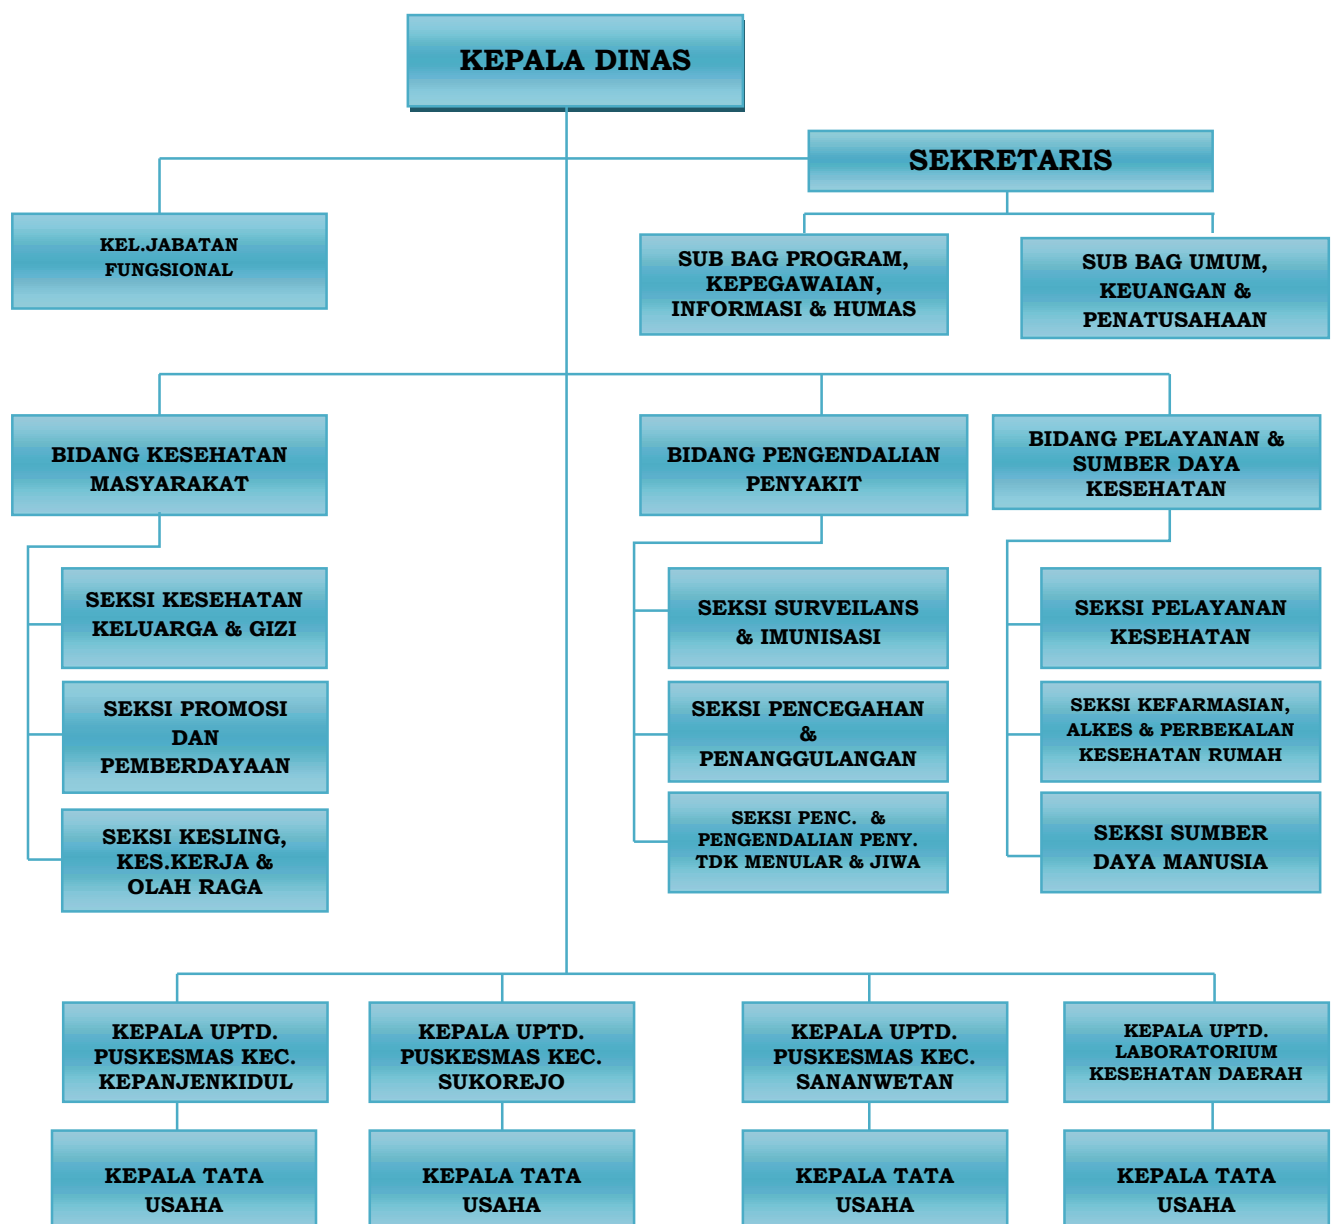 KEPALA DINAS
SEKRETARIS
KEL.JABATAN
FUNGSIONAL
SUB BAG PROGRAM,
KEPEGAWAIAN,
INFORMASI & HUMAS
SUB BAG UMUM,
KEUANGAN &
PENATUSAHAAN
BIDANG KESEHATAN
MASYARAKAT
BIDANG PENGENDALIAN
PENYAKIT
BIDANG PELAYANAN &
SUMBER DAYA
KESEHATAN
SEKSI KESEHATAN
KELUARGA & GIZI
SEKSI PROMOSI
DAN
PEMBERDAYAAN
SEKSI KESLING,
KES.KERJA &
OLAH RAGA
SEKSI SURVEILANS
& IMUNISASI
SEKSI PENCEGAHAN
&
PENANGGULANGAN
SEKSI PENC. &
PENGENDALIAN PENY.
TDK MENULAR & JIWA
SEKSI PELAYANAN
KESEHATAN
SEKSI KEFARMASIAN,
ALKES & PERBEKALAN
KESEHATAN RUMAH
SEKSI SUMBER
DAYA MANUSIA
KEPALA UPTD.
PUSKESMAS KEC.
KEPANJENKIDUL
KEPALA UPTD.
PUSKESMAS KEC.
SUKOREJO
KEPALA UPTD.
PUSKESMAS KEC.
SANANWETAN
KEPALA UPTD.
LABORATORIUM
KESEHATAN DAERAH
KEPALA TATA
USAHA
KEPALA TATA
USAHA
KEPALA TATA
USAHA
KEPALA TATA
USAHA